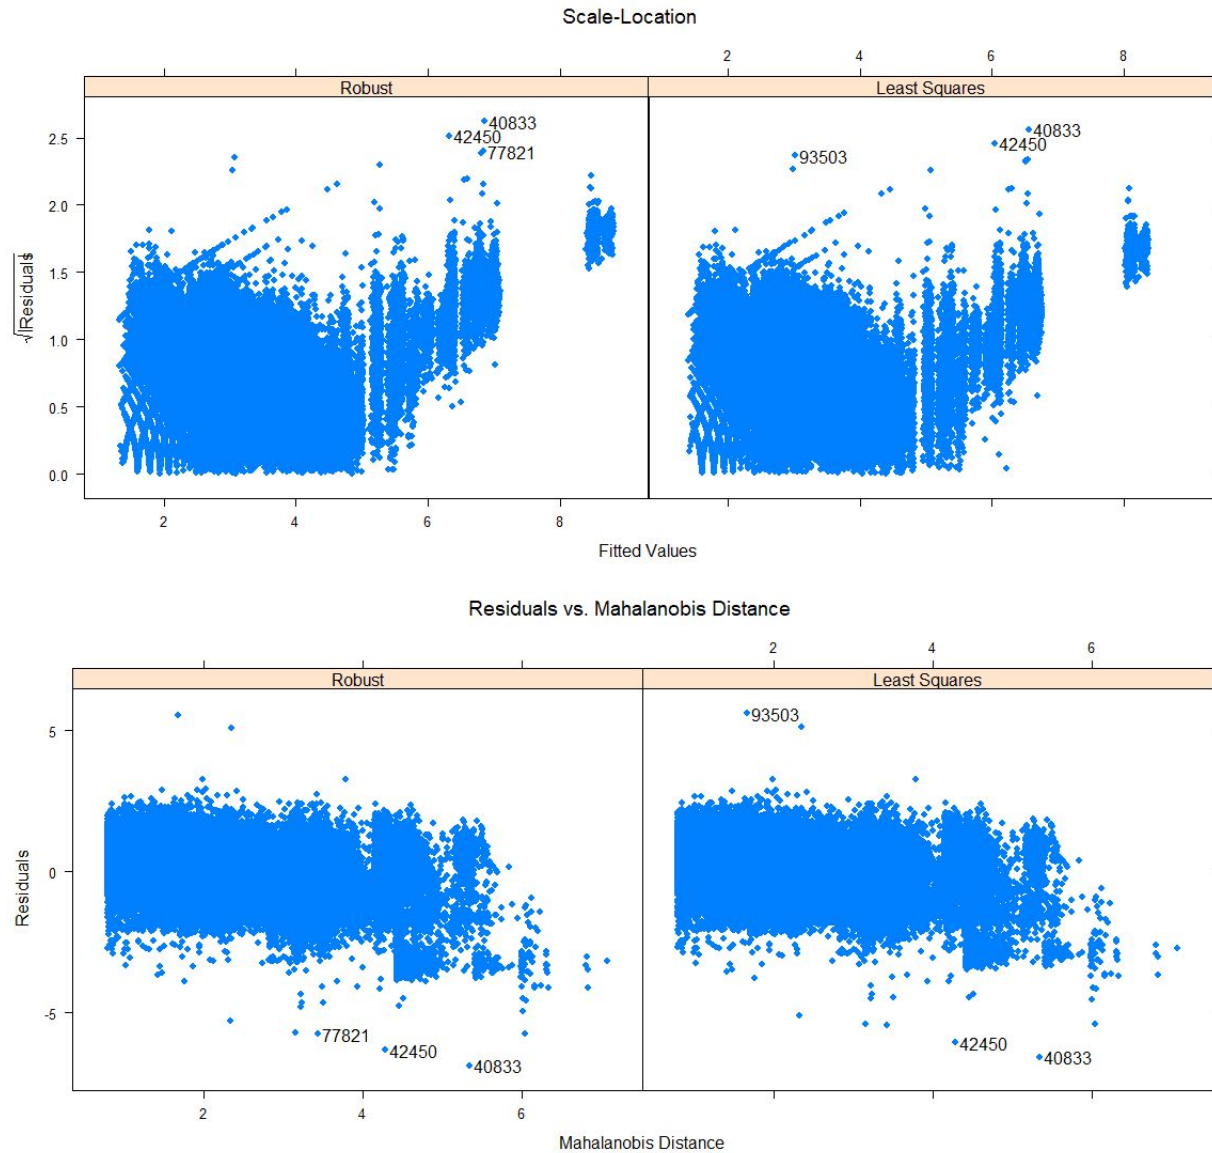 Scale-Location
2 4 6 8
Robust Least Squares
40833
42450
77821
40833
42450
93503
2.5
2.0
1.5
1.0
0.5
0.0
√|Residuals|
2 4 6 8
Fitted Values
Residuals vs. Mahalanobis Distance
2 4 6
Robust Least Squares
93503
5
0
-5
Residuals
77821
42450
40833
42450
40833
2 4 6
Mahalanobis Distance